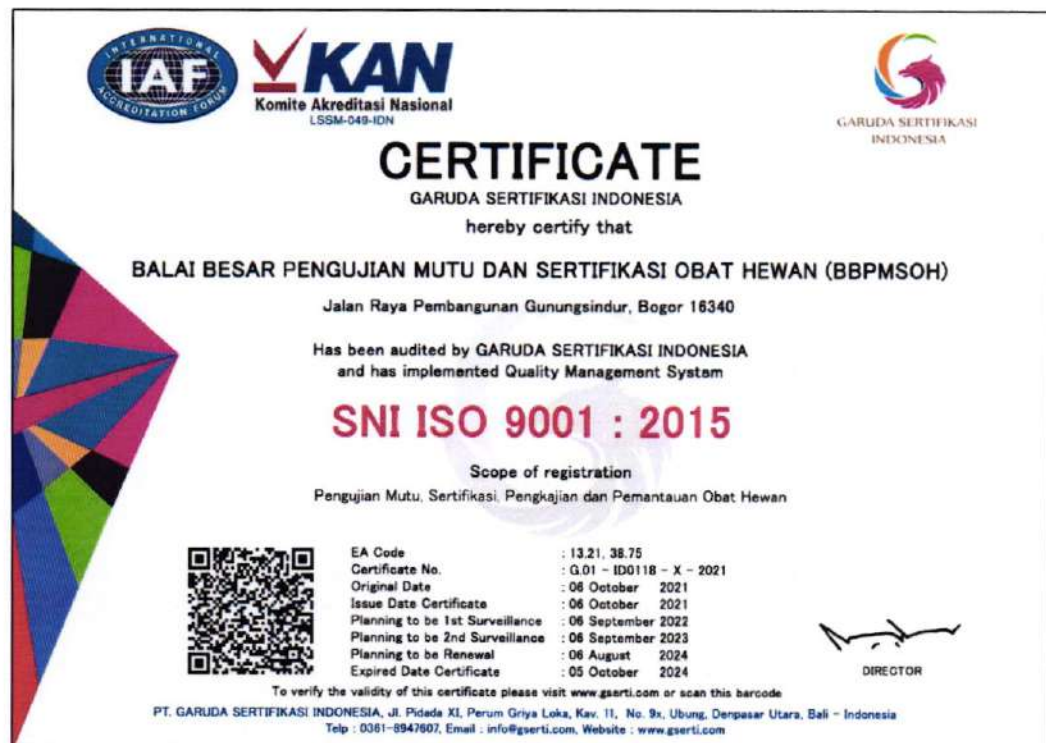 INTERNATIONAL
IAF
ACCREDITATION FORUM
KAN
Komite Akreditasi Nasional
LSSM-049-IDN
GARUDA SERTIFIKASI
INDONESIA
CERTIFICATE
GARUDA SERTIFIKASI INDONESIA
hereby certify that
BALAI BESAR PENGUJIAN MUTU DAN SERTIFIKASI OBAT HEWAN (BBPMSOH)
Jalan Raya Pembangunan Gunungsindur, Bogor 16340
Has been audited by GARUDA SERTIFIKASI INDONESIA
and has implemented Quality Management System
SNI ISO 9001 : 2015
Scope of registration
Pengujian Mutu, Sertifikasi, Pengkajian dan Pemantauan Obat Hewan
EA Code : 13.21, 38.75
Certificate No. : G.01 - ID0118 - X - 2021
Original Date : 06 October 2021
Issue Date Certificate : 06 October 2021
Planning to be 1st Surveillance : 06 September 2022
Planning to be 2nd Surveillance : 06 September 2023
Planning to be Renewal : 06 August 2024
Expired Date Certificate : 05 October 2024
DIRECTOR
To verify the validity of this certificate please visit www.gserti.com or scan this barcode
PT. GARUDA SERTIFIKASI INDONESIA, Jl. Pidada XI, Perum Griya Loka, Kav. 11, No. 9x, Ubung, Denpasar Utara, Bali - Indonesia
Telp : 0361-8947607, Email : info@gserti.com, Website : www.gserti.com